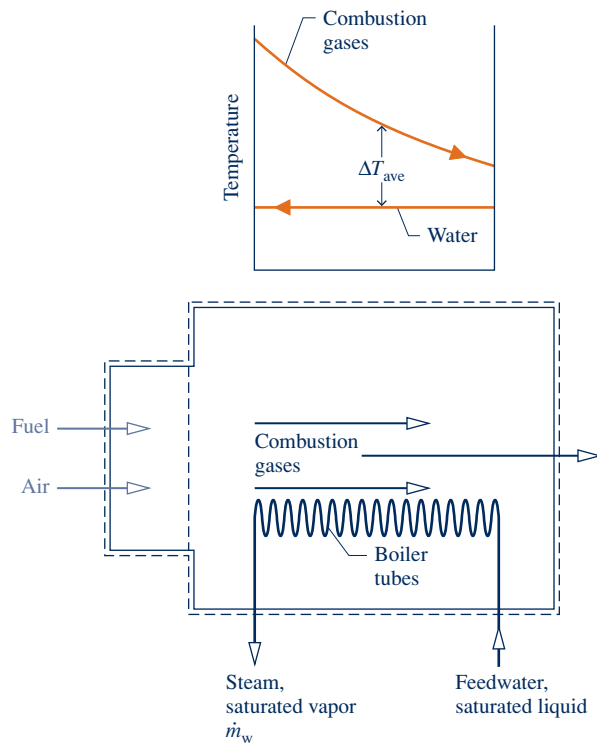 Combustion
gases
Temperature
ΔT_ave
Water
Fuel
Air
Combustion
gases
Boiler
tubes
Steam,
saturated vapor
ṁ_w
Feedwater,
saturated liquid